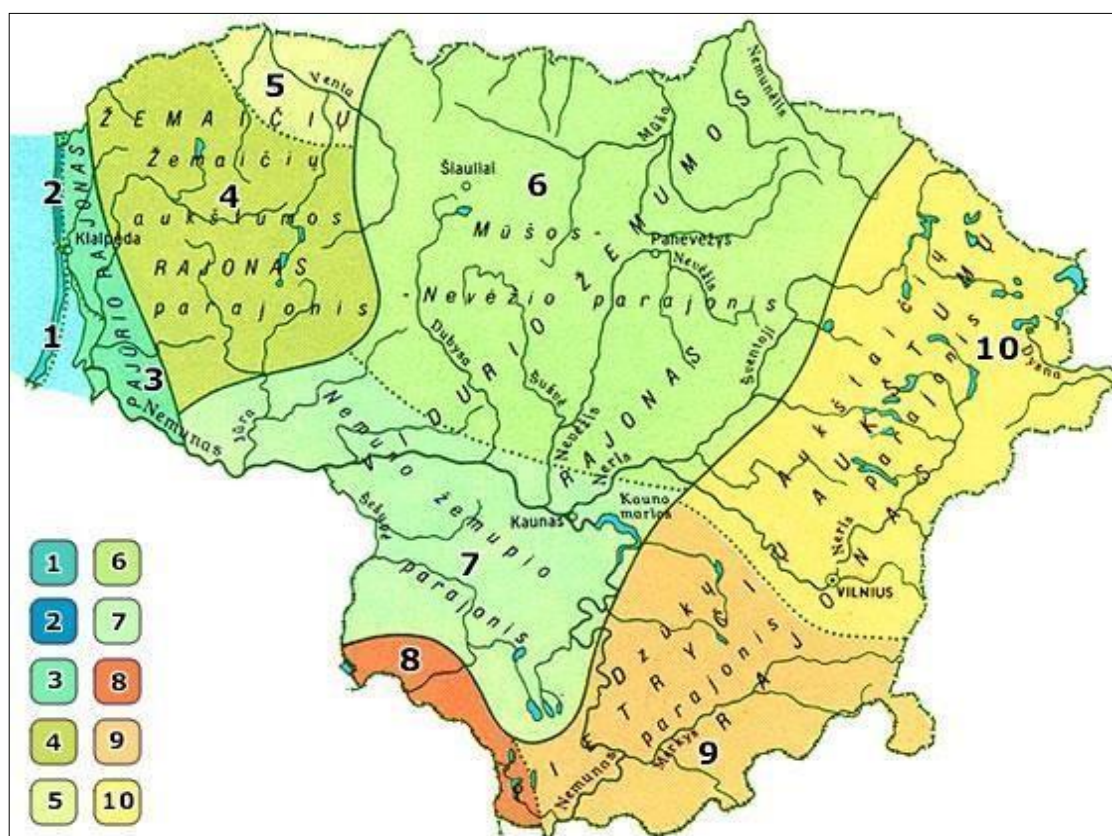 5
Venta
Nemunėlis
Mūša
ŽEMAIČIŲ
Žemaičių
4
aukštumos
RAJONAS
parajonis
2
Klaipėda
1
3
PAJŪRIO RAJONAS
Nemunas
Jūra
Šiauliai
6
Mūšos-
-Nevėžio parajonis
Panevėžys
Nevėžis
VIDURIO ŽEMUMOS
RAJONAS
Dubysa
Šušvė
Nevėžis
Neris
Šventoji
10
Dysna
Aukštaičių
parajonis
AUKŠTUMŲ
RAJONAS
Neris
VILNIUS
Nemuno žemupio
parajonis
Šešupė
Kaunas
Kauno
marios
7
8
Dzūkų
parajonis
PIETRYČIŲ
Merkys
Nemunas
9
1 6
2 7
3 8
4 9
5 10